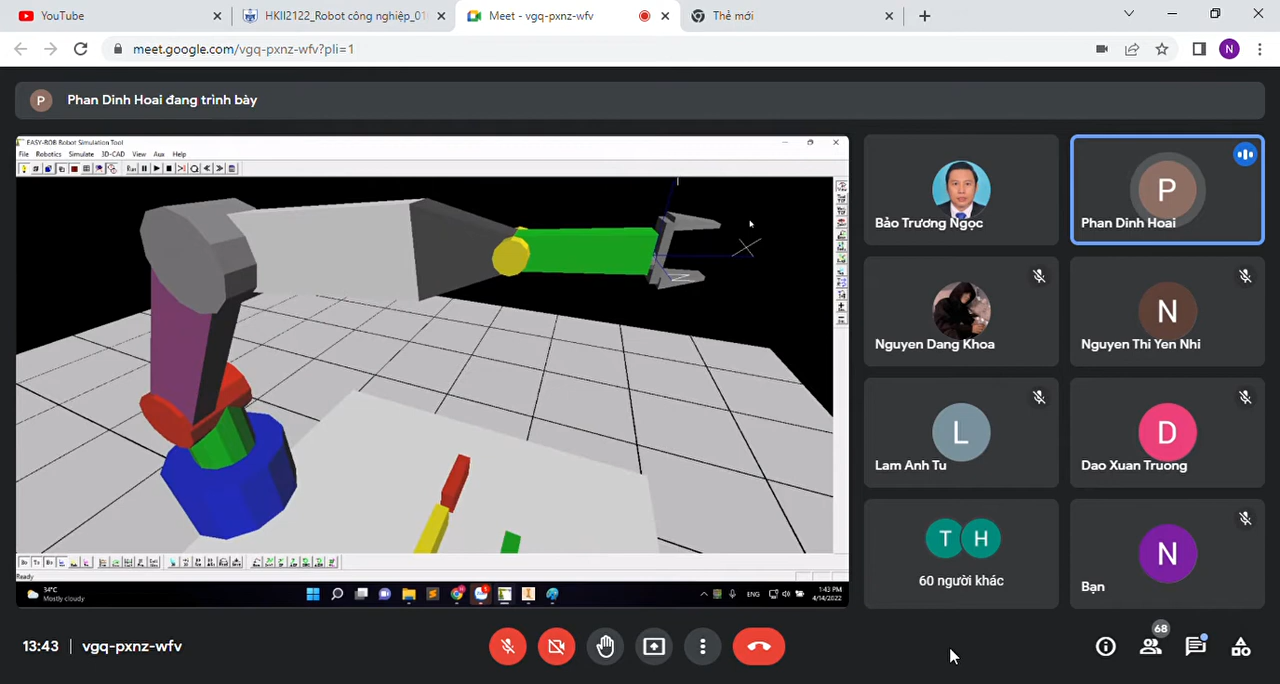 YouTube
HKII2122_Robot công nghiệp_01
Meet - vgq-pxnz-wfv
Thẻ mới
meet.google.com/vgq-pxnz-wfv?pli=1
N
P
Phan Dinh Hoai đang trình bày
EASY-ROB Robot Simulation Tool
File Robotics Simulate 3D-CAD View Aux Help
Run
Ready
34°C
Mostly cloudy
ENG
1:43 PM
4/14/2022
Bảo Trương Ngọc
P
Phan Dinh Hoai
Nguyen Dang Khoa
N
Nguyen Thi Yen Nhi
L
Lam Anh Tu
D
Dao Xuan Truong
T H
60 người khác
N
Bạn
13:43 | vgq-pxnz-wfv
68